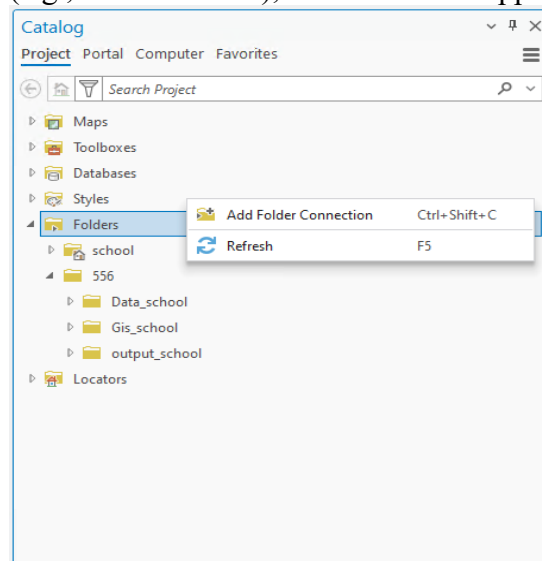 Catalog
Project Portal Computer Favorites
Search Project
Maps
Toolboxes
Databases
Styles
Folders
Add Folder Connection Ctrl+Shift+C
Refresh F5
school
556
Data_school
Gis_school
output_school
Locators